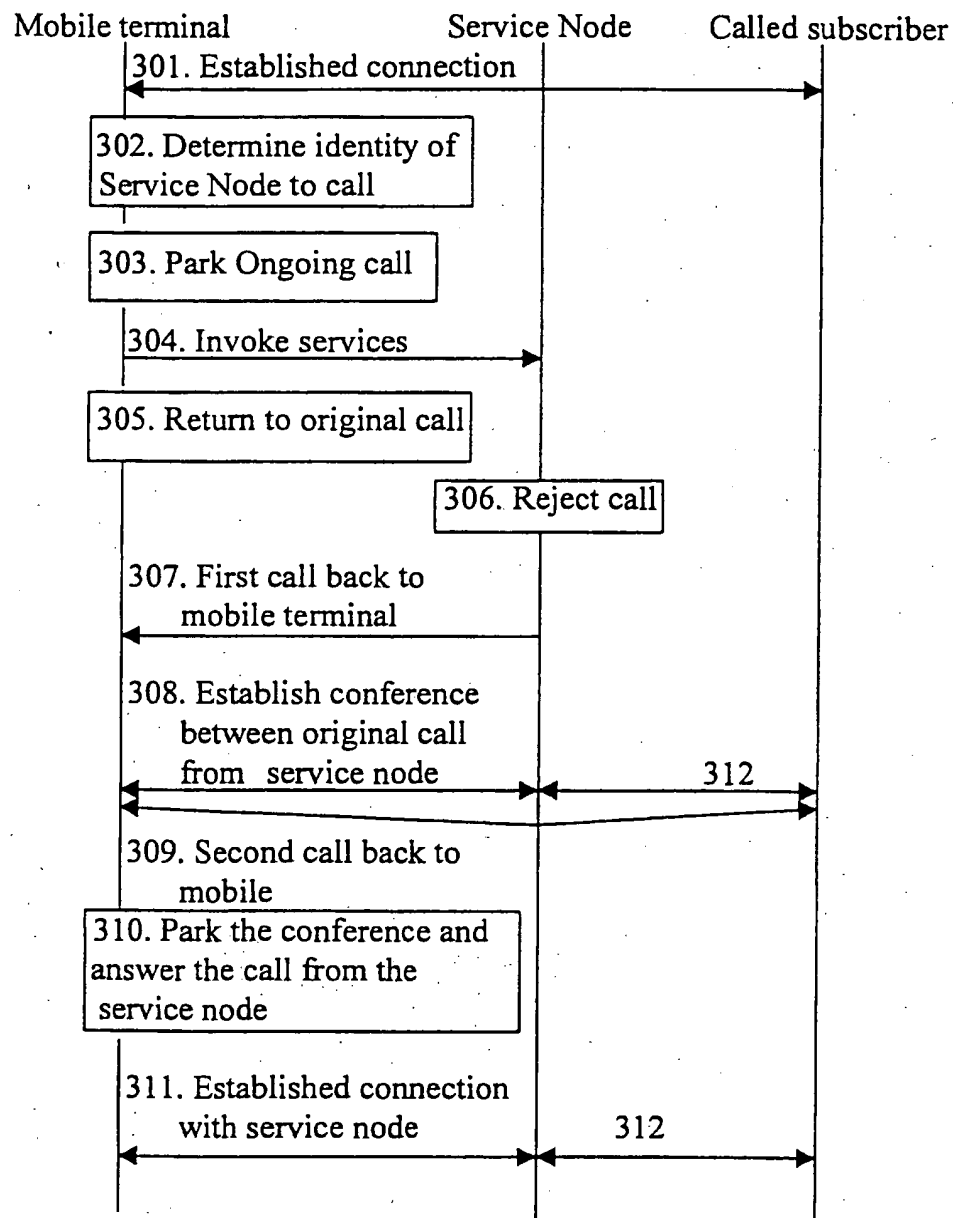 Mobile terminal Service Node Called subscriber
301. Established connection
302. Determine identity of
Service Node to call
303. Park Ongoing call
304. Invoke services
305. Return to original call
306. Reject call
307. First call back to
mobile terminal
308. Establish conference
between original call
from service node 312
309. Second call back to
mobile
310. Park the conference and
answer the call from the
service node
311. Established connection
with service node 312